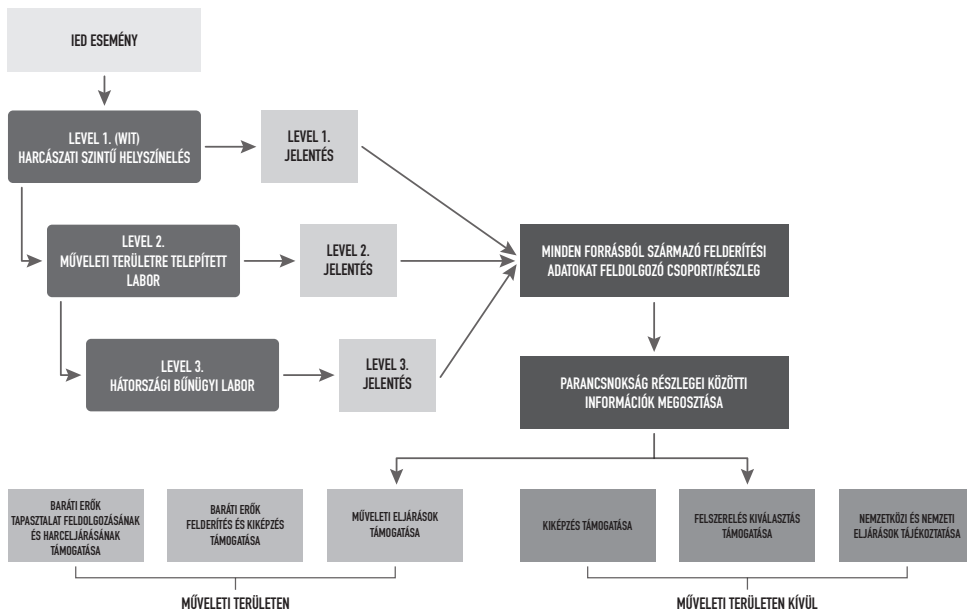 IED ESEMÉNY
LEVEL 1. (WIT)
HARCÁSZATI SZINTŰ HELYSZÍNELÉS
LEVEL 1.
JELENTÉS
LEVEL 2.
MŰVELETI TERÜLETRE TELEPÍTETT
LABOR
LEVEL 2.
JELENTÉS
LEVEL 3.
HÁTORSZÁGI BŰNÜGYI LABOR
LEVEL 3.
JELENTÉS
MINDEN FORRÁSBÓL SZÁRMAZÓ FELDERÍTÉSI
ADATOKAT FELDOLGOZÓ CSOPORT/RÉSZLEG
PARANCSNOKSÁG RÉSZLEGEI KÖZÖTTI
INFORMÁCIÓK MEGOSZTÁSA
BARÁTI ERŐK
TAPASZTALAT FELDOLGOZÁSÁNAK
ÉS HARCELJÁRÁSÁNAK
TÁMOGATÁSA
BARÁTI ERŐK
FELDERÍTÉS ÉS KIKÉPZÉS
TÁMOGATÁSA
MŰVELETI ELJÁRÁSOK
TÁMOGATÁSA
KIKÉPZÉS TÁMOGATÁSA
FELSZERELÉS KIVÁLASZTÁS
TÁMOGATÁSA
NEMZETKÖZI ÉS NEMZETI
ELJÁRÁSOK TÁJÉKOZTATÁSA
MŰVELETI TERÜLETEN
MŰVELETI TERÜLETEN KÍVÜL